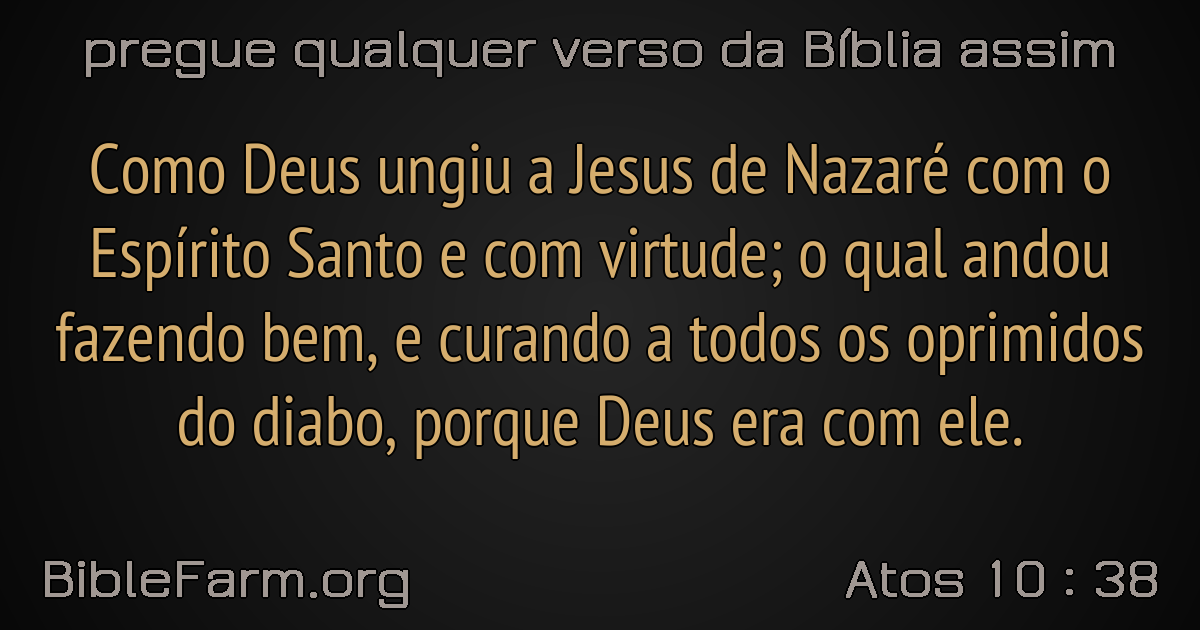 pregue qualquer verso da Bíblia assim
Como Deus ungiu a Jesus de Nazaré com o
Espírito Santo e com virtude; o qual andou
fazendo bem, e curando a todos os oprimidos
do diabo, porque Deus era com ele.
BibleFarm.org
Atos 10 : 38